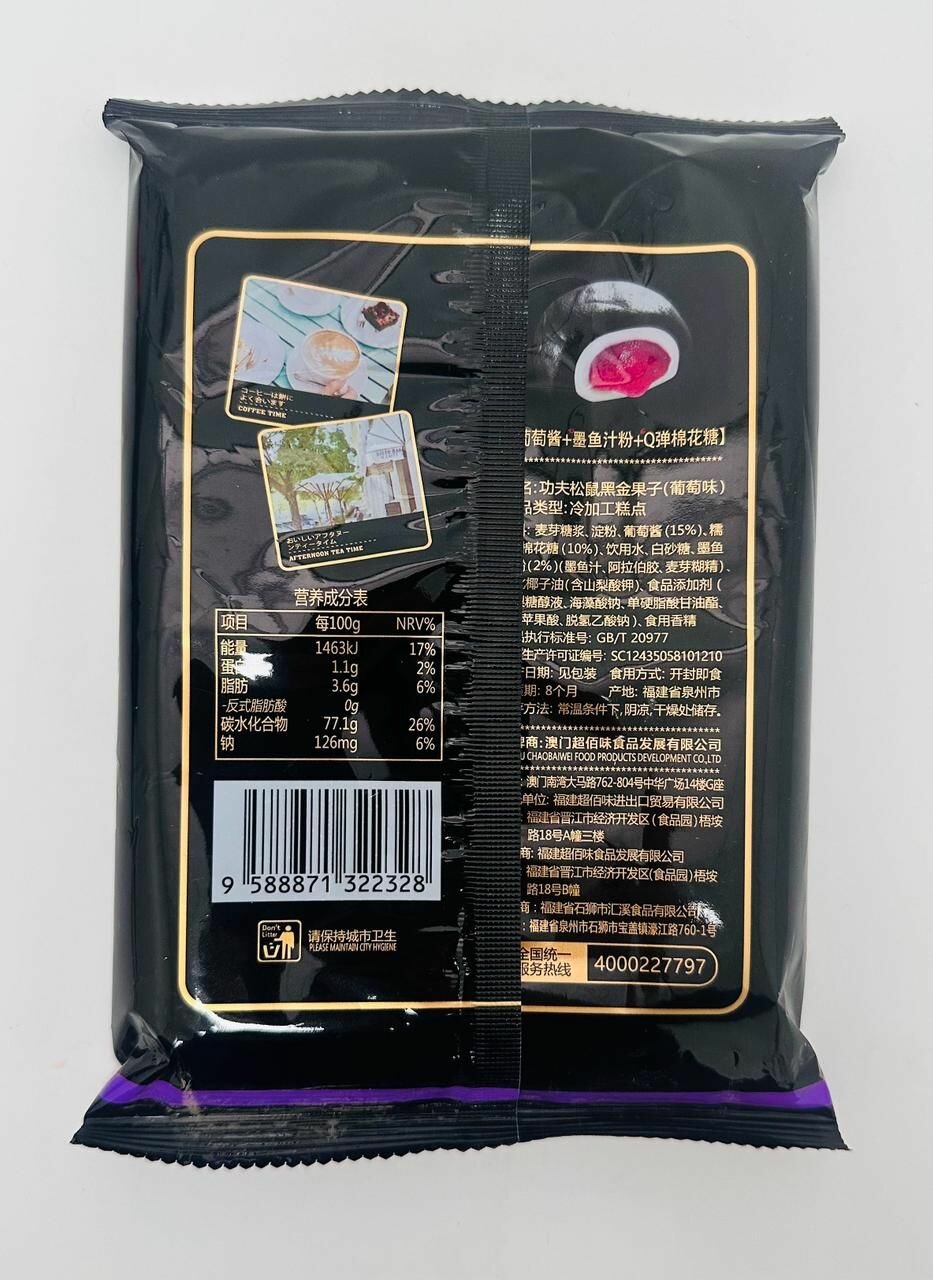 コーヒーは餅に
よく合います
COFFEE TIME
おいしいアフタヌー
ンティータイム
AFTERNOON TEA TIME
营养成分表
项目 每100g NRV%
能量 1463kJ 17%
蛋 1.1g 2%
脂肪 3.6g 6%
-反式脂肪酸 0g
碳水化合物 77.1g 26%
钠 126mg 6%
9 588871 322328
Don't
Litter
请保持城市卫生
PLEASE MAINTAIN CITY HYGIENE
萄酱+墨鱼汁粉+Q弹棉花糖】
名:功夫松鼠黑金果子(葡萄味)
品类型:冷加工糕点
: 麦芽糖浆、淀粉、葡萄酱(15%)、糯
棉花糖(10%)、饮用水、白砂糖、墨鱼
(2%)(墨鱼汁、阿拉伯胶、麦芽糊精)、
椰子油(含山梨酸钾)、食品添加剂(
糖醇液、海藻酸钠、单硬脂酸甘油酯、
苹果酸、脱氢乙酸钠)、食用香精
执行标准号: GB/T 20977
生产许可证编号: SC12435058101210
日期: 见包装 食用方式: 开封即食
期: 8个月 产地: 福建省泉州市
方法: 常温条件下,阴凉,干燥处储存。
商:澳门超佰味食品发展有限公司
U CHAOBAIWEI FOOD PRODUCTS DEVELOPMENT CO.,LTD
: 澳门南湾大马路762-804号中华广场14楼G座
单位: 福建超佰味进出口贸易有限公司
福建省晋江市经济开发区(食品园)梧垵
路18号A幢三楼
商: 福建超佰味食品发展有限公司
福建省晋江市经济开发区(食品园)梧垵
路18号B幢
商: 福建省石狮市汇溪食品有限公司
: 福建省泉州市石狮市宝盖镇濠江路760-1号
全国统一
服务热线 4000227797